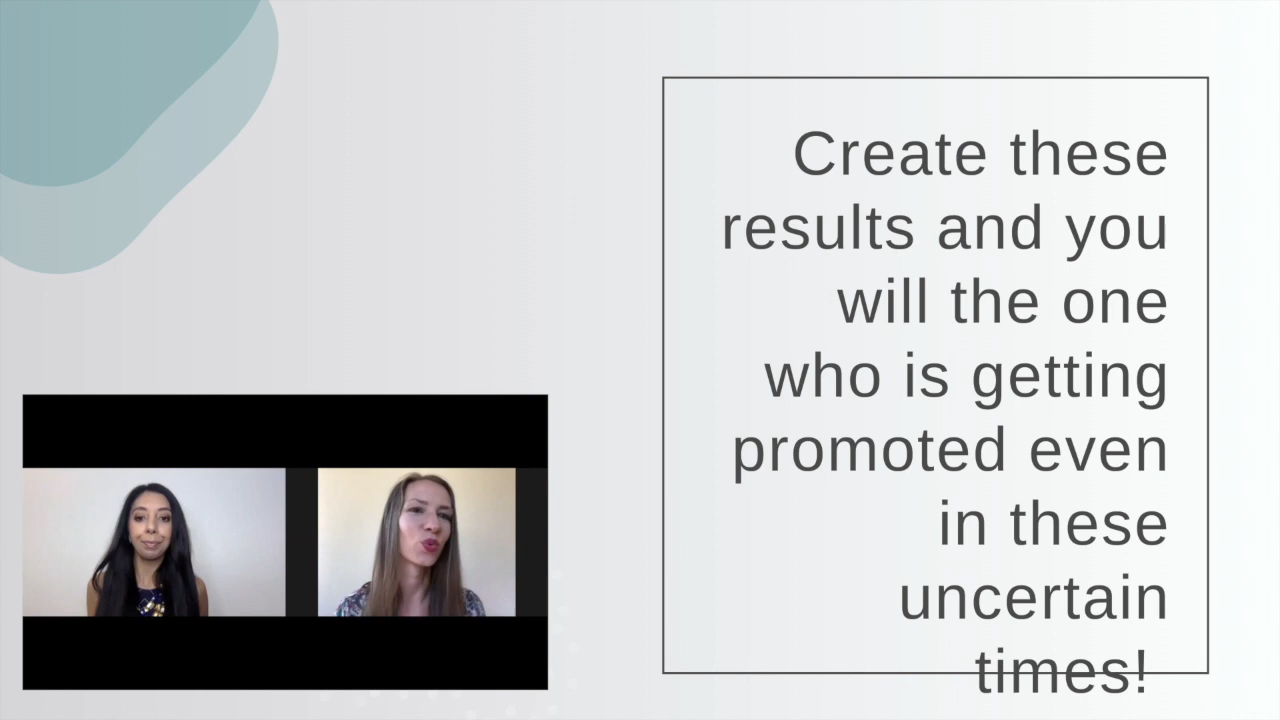 Create these
results and you
will the one
who is getting
promoted even
in these
uncertain
times!